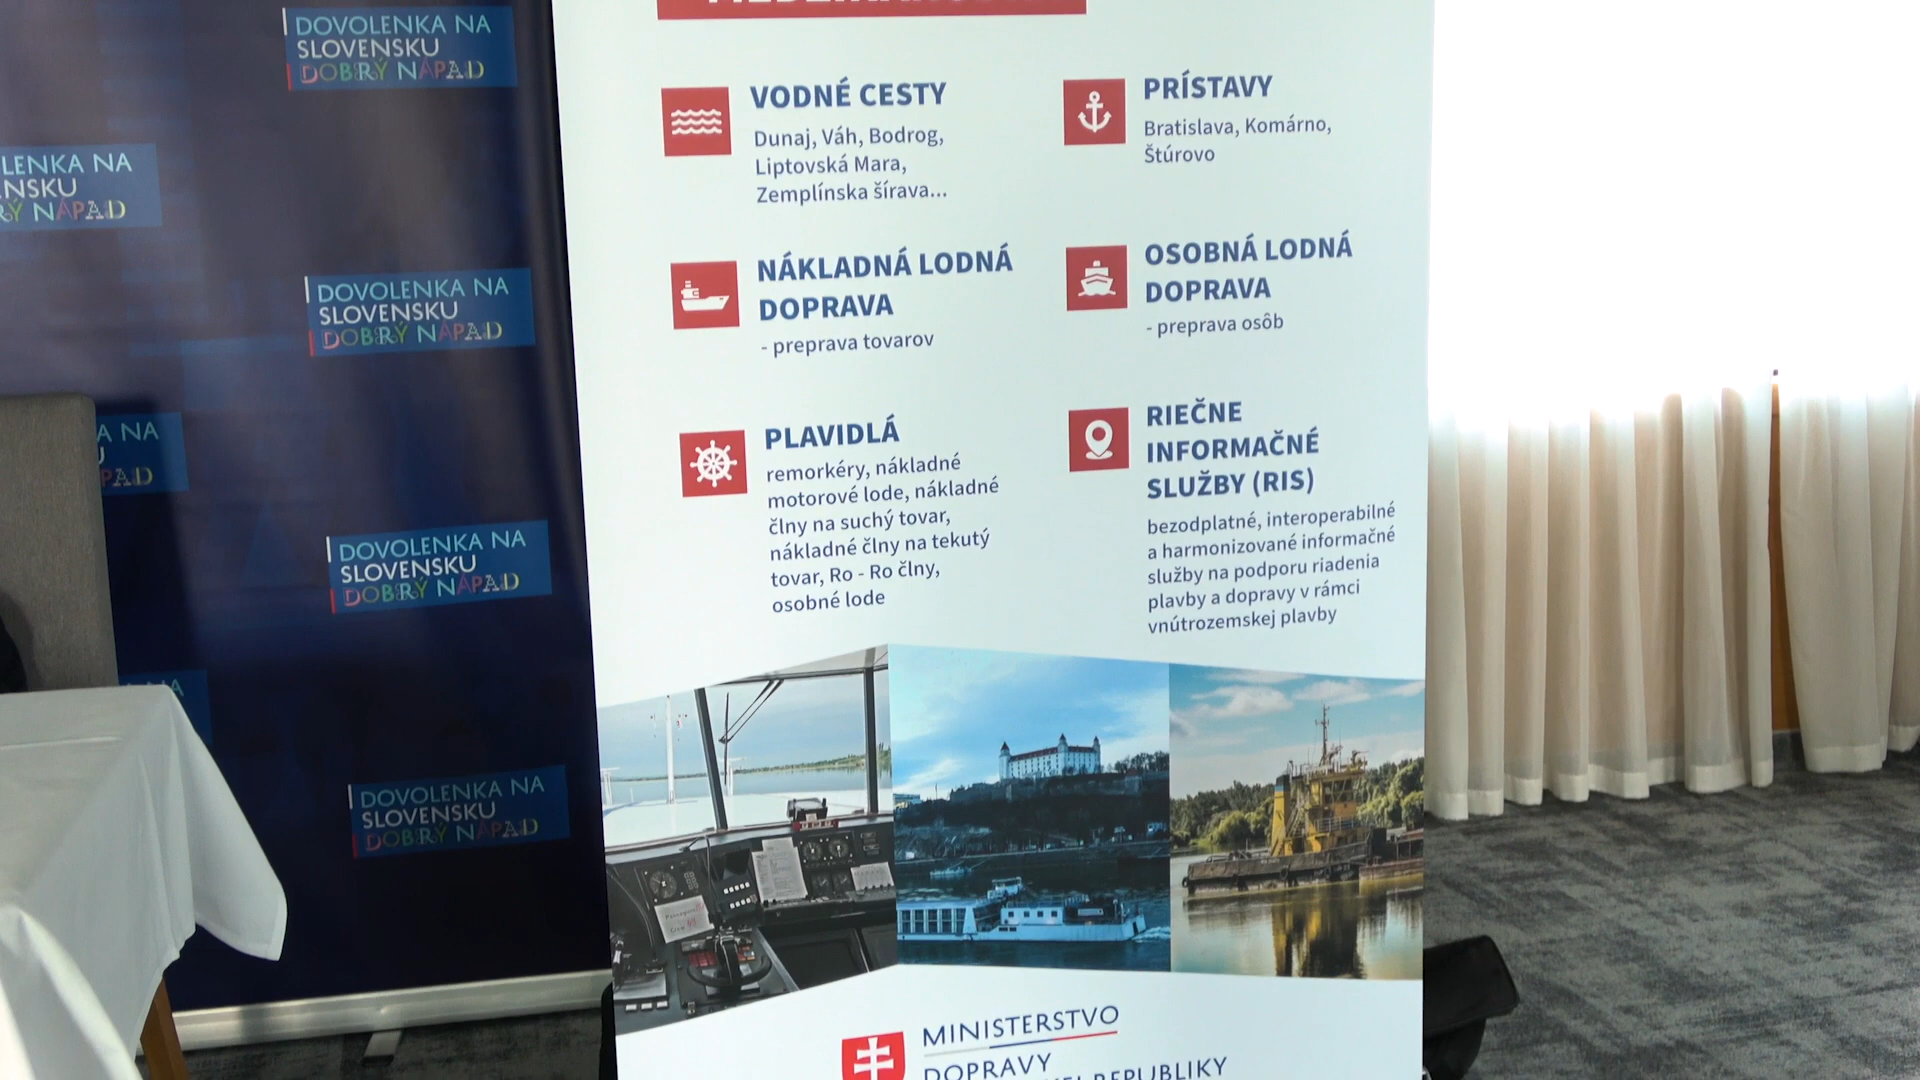 DOVOLENKA NA
SLOVENSKU
DOBRÝ NÁPAD
LENKA NA
NSKU
RÝ NÁPAD
DOVOLENKA NA
SLOVENSKU
DOBRÝ NÁPAD
A NA
U
PAD
DOVOLENKA NA
SLOVENSKU
DOBRÝ NÁPAD
DOVOLENKA NA
SLOVENSKU
DOBRÝ NÁPAD
VODNÉ CESTY
Dunaj, Váh, Bodrog,
Liptovská Mara,
Zemplínska šírava...
PRÍSTAVY
Bratislava, Komárno,
Štúrovo
NÁKLADNÁ LODNÁ
DOPRAVA
- preprava tovarov
OSOBNÁ LODNÁ
DOPRAVA
- preprava osôb
PLAVIDLÁ
remorkéry, nákladné
motorové lode, nákladné
člny na suchý tovar,
nákladné člny na tekutý
tovar, Ro - Ro člny,
osobné lode
RIEČNE
INFORMAČNÉ
SLUŽBY (RIS)
bezodplatné, interoperabilné
a harmonizované informačné
služby na podporu riadenia
plavby a dopravy v rámci
vnútrozemskej plavby
MINISTERSTVO
DOPRAVY
REPUBLIKY